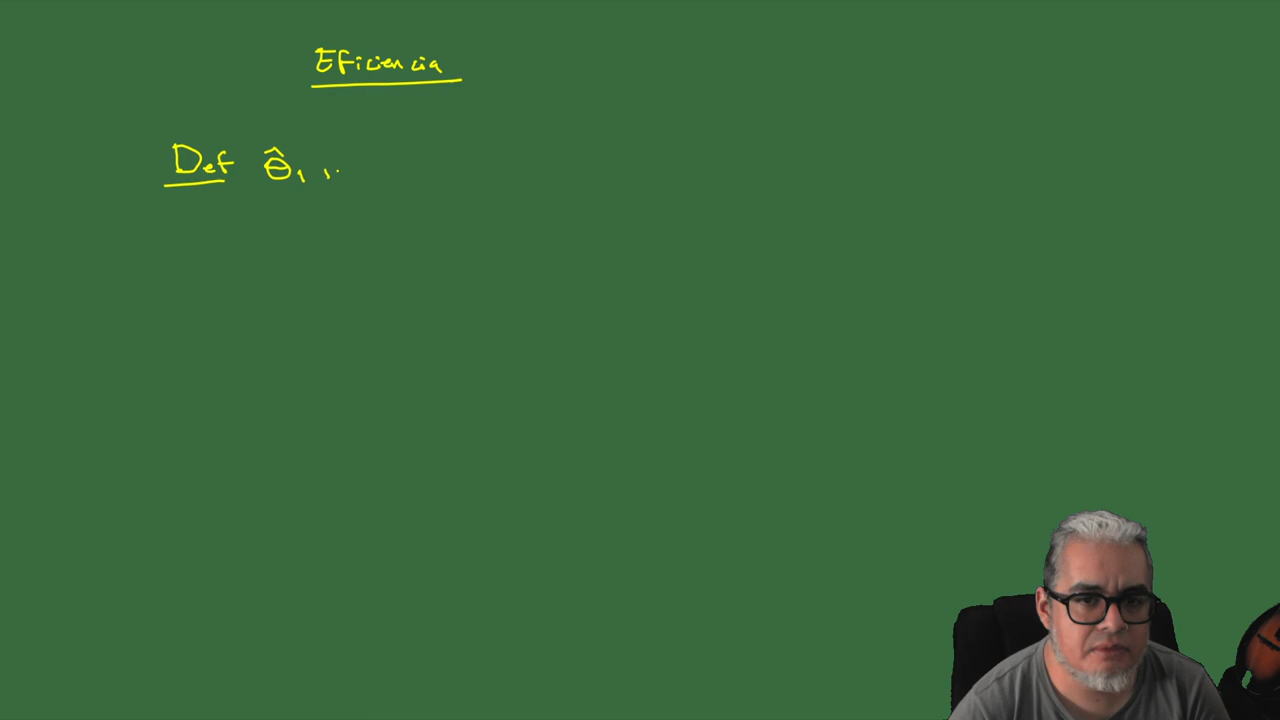 Eficiencia
Def θ̂₁, ..